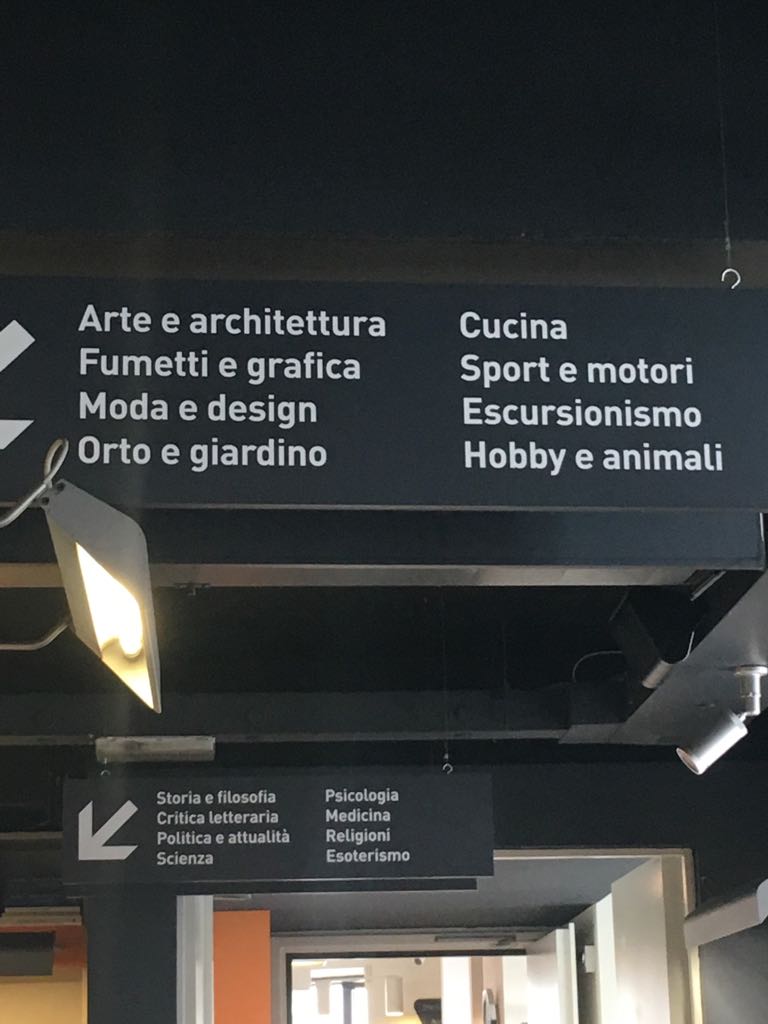 Arte e architettura
Fumetti e grafica
Moda e design
Orto e giardino
Cucina
Sport e motori
Escursionismo
Hobby e animali
Storia e filosofia
Critica letteraria
Politica e attualità
Scienza
Psicologia
Medicina
Religioni
Esoterismo